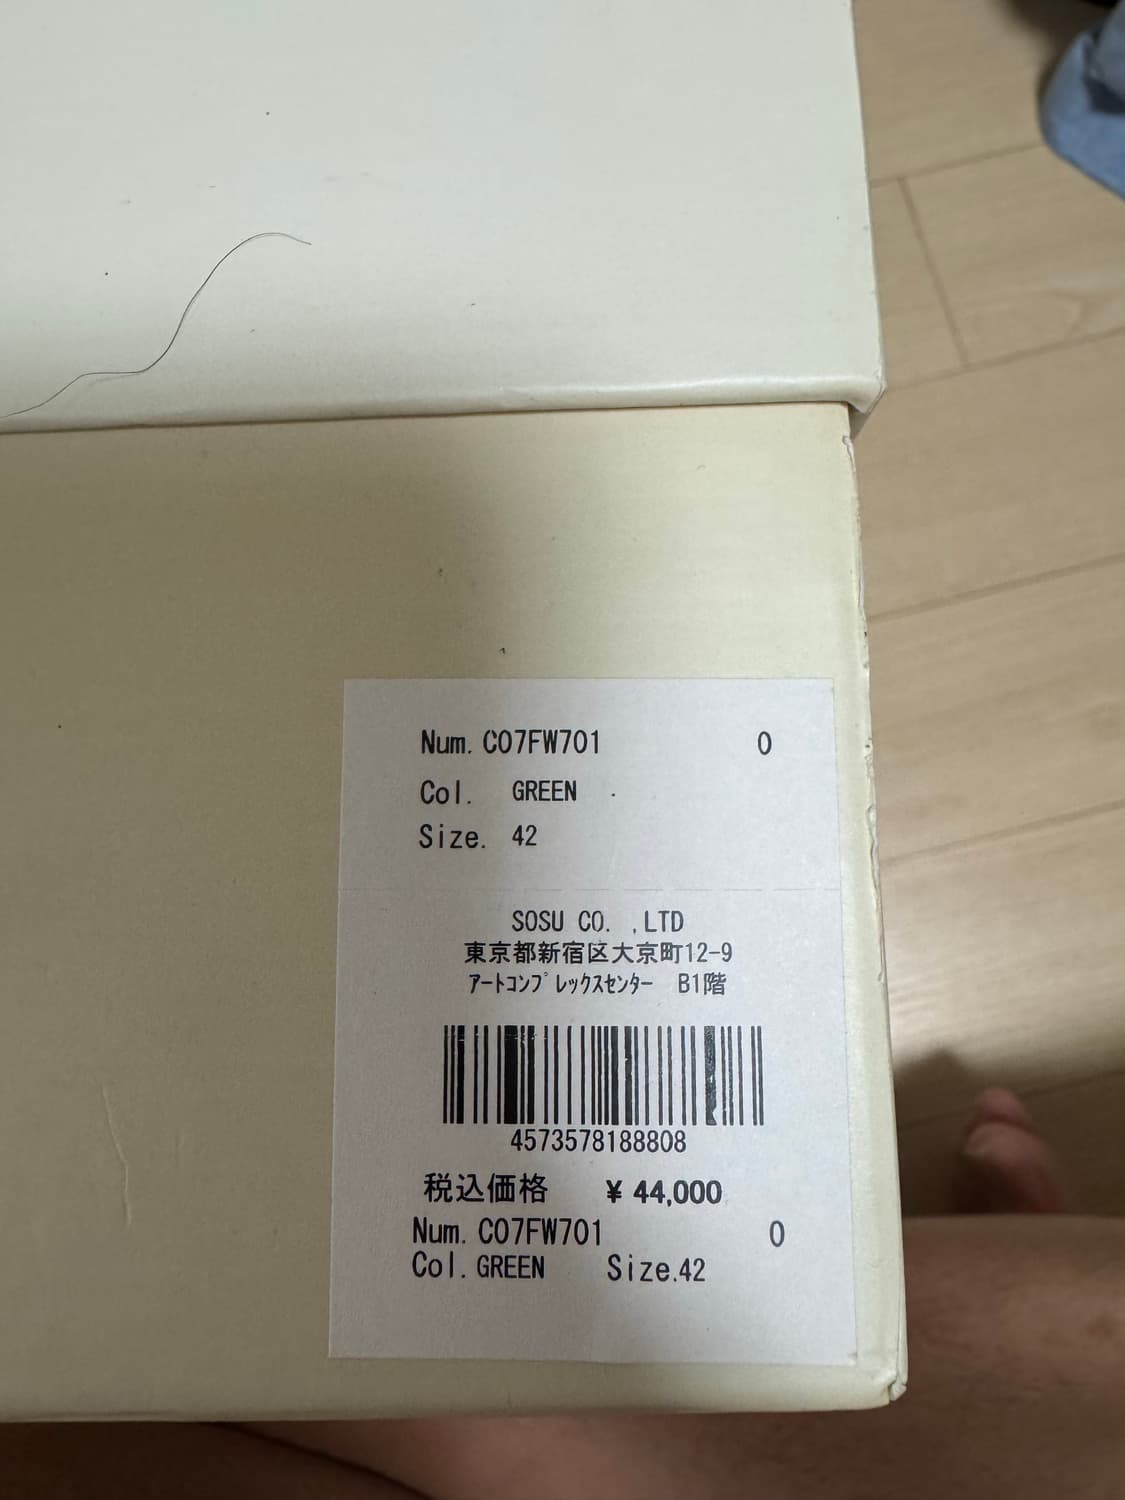 Num. C07FW701 0
Col. GREEN
Size. 42
SOSU CO. ,LTD
東京都新宿区大京町12-9
ｱｰﾄｺﾝﾌﾟﾚｯｸｽｾﾝﾀｰ B1階
4573578188808
税込価格 ¥44,000
Num. C07FW701 0
Col. GREEN Size.42